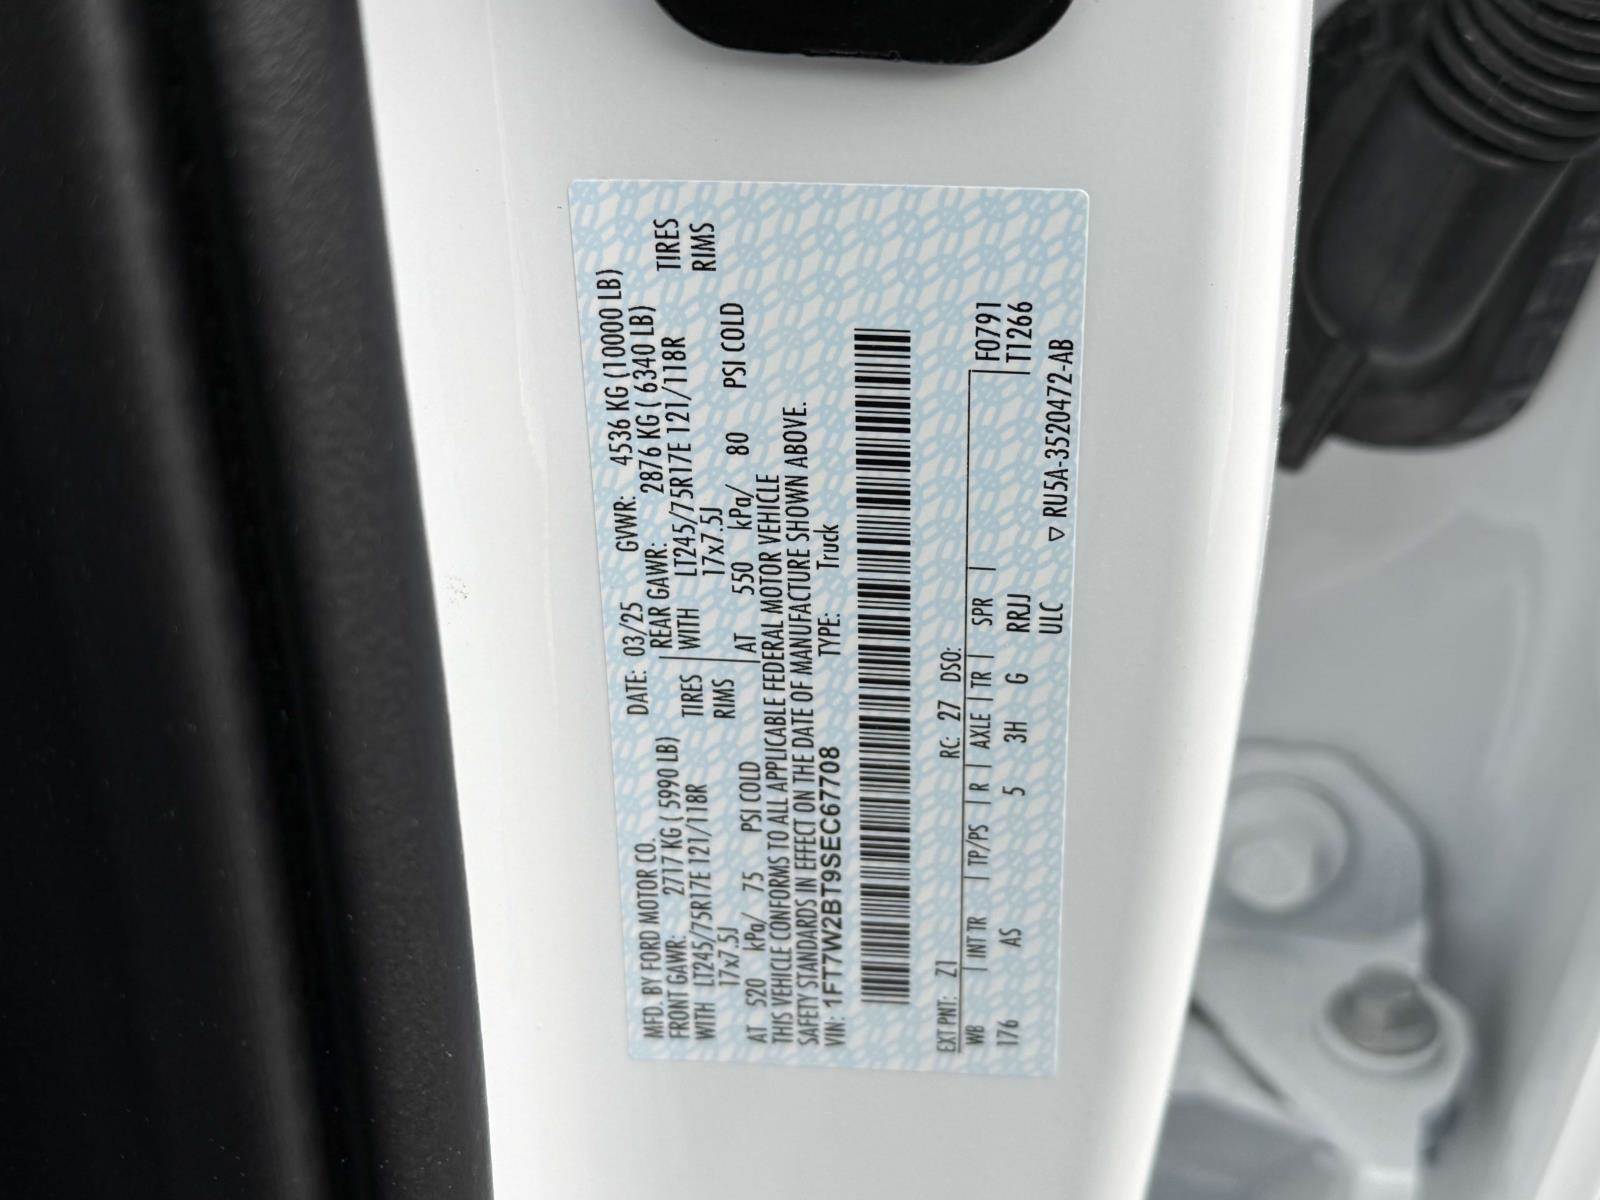 MFD. BY FORD MOTOR CO. DATE: 03/25 GVWR: 4536 KG (10000 LB)
FRONT GAWR: 2717 KG ( 5990 LB) REAR GAWR: 2876 KG ( 6340 LB)
WITH LT245/75R17E 121/118R TIRES WITH LT245/75R17E 121/118R TIRES
17x7.5J RIMS 17x7.5J RIMS
AT 520 kPa/ 75 PSI COLD AT 550 kPa/ 80 PSI COLD
THIS VEHICLE CONFORMS TO ALL APPLICABLE FEDERAL MOTOR VEHICLE
SAFETY STANDARDS IN EFFECT ON THE DATE OF MANUFACTURE SHOWN ABOVE.
VIN: 1FT7W2BT9SEC67708 TYPE: Truck
EXT PNT: Z1 RC: 27 DSO:
WB INT TR TP/PS R AXLE TR SPR F0791
176 AS 5 3H G RRJJ T1266
ULC ▽ RU5A-3520472-AB